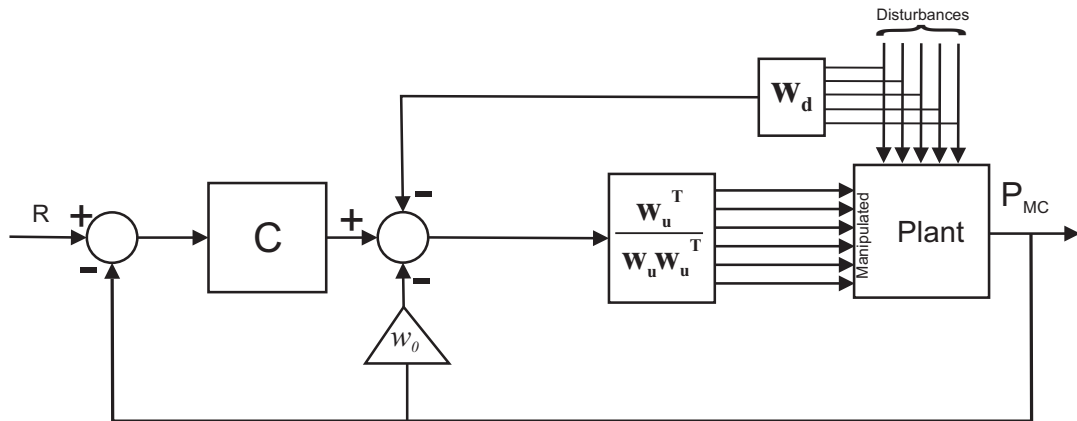 Disturbances
W_d
R
+
-
C
+
-
-
w_u^T
w_u w_u^T
Manipulated
Plant
P_MC
w_0